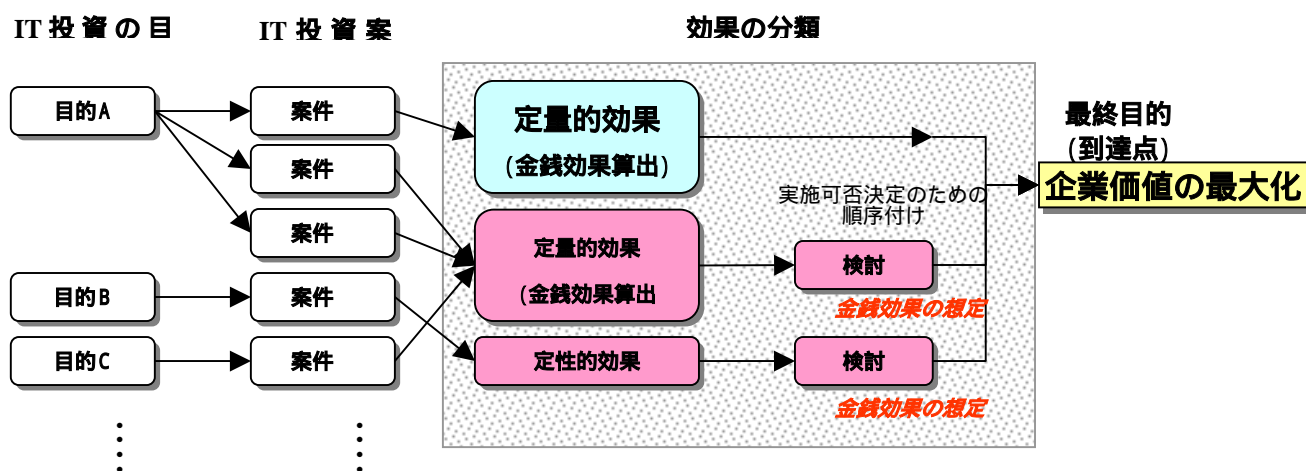 IT 投 資 の 目
IT 投 資 案
効果の分類
目的A
案件
定量的効果
(金銭効果算出)
案件
案件
目的B
案件
目的C
案件
定量的効果
(金銭効果算出
定性的効果
実施可否決定のための
順序付け
検討
金銭効果の想定
検討
金銭効果の想定
最終目的
(到達点)
企業価値の最大化